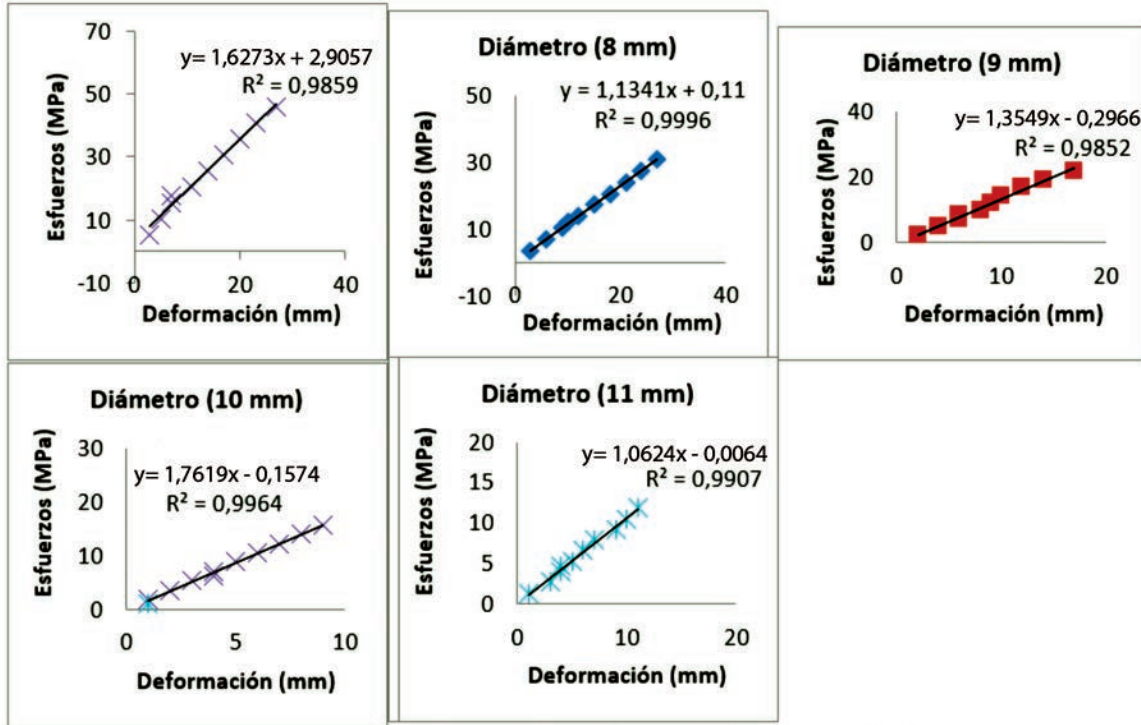 y= 1,6273x + 2,9057
R² = 0,9859
Esfuerzos (MPa)
70
50
30
10
-10
0
20
40
Deformación (mm)
Diámetro (8 mm)
y = 1,1341x + 0,11
R² = 0,9996
Esfuerzos (MPa)
50
30
10
-10
0
20
40
Deformación (mm)
Diámetro (9 mm)
y= 1,3549x - 0,2966
R² = 0,9852
Esfuerzos (MPa)
40
20
0
0
10
20
Deformación (mm)
Diámetro (10 mm)
y= 1,7619x - 0,1574
R² = 0,9964
Esfuerzos (MPa)
30
20
10
0
0
5
10
Deformación (mm)
Diámetro (11 mm)
y= 1,0624x - 0,0064
R² = 0,9907
Esfuerzos (MPa)
20
15
10
5
0
0
10
20
Deformación (mm)